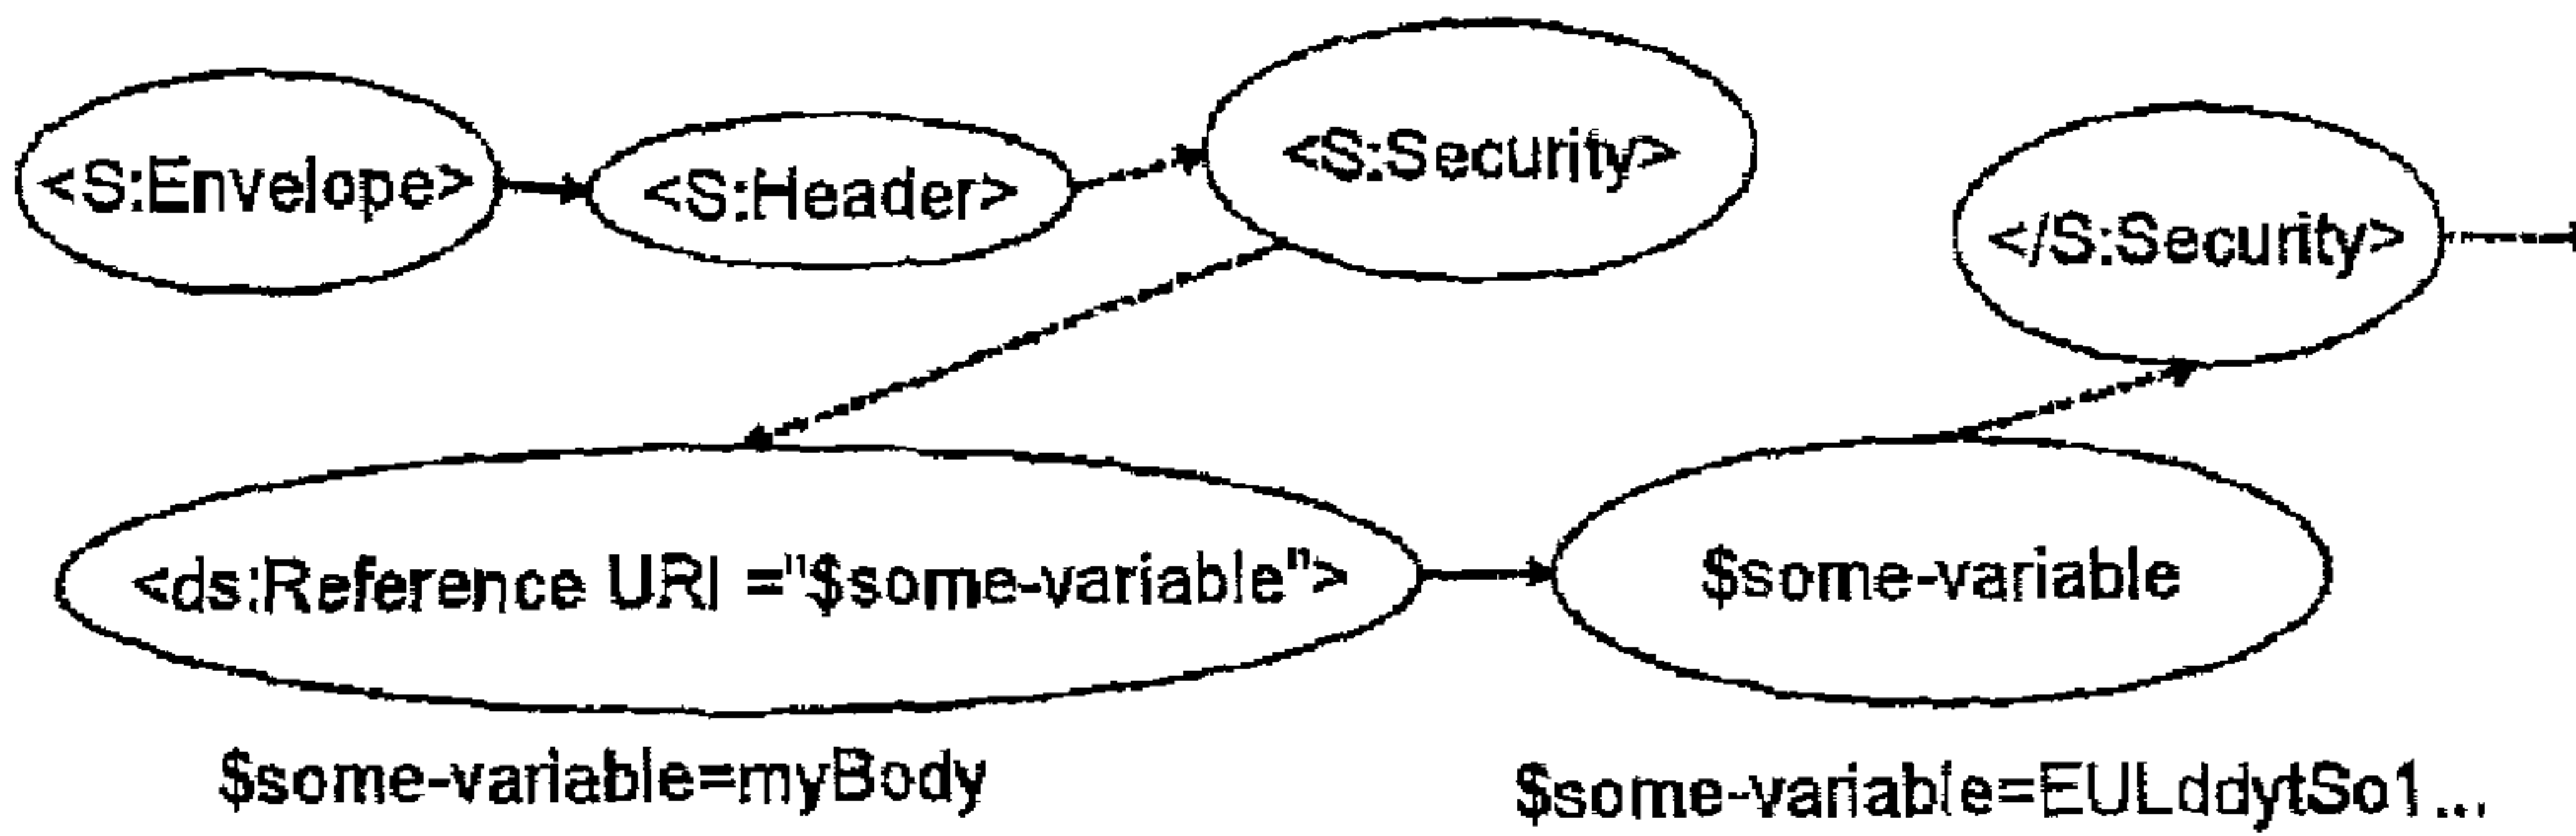 <S:Envelope>
<S:Header>
<S:Security>
</S:Security>
<ds:Reference URI ="$some-variable">
$some-variable
$some-variable=myBody
$some-variable=EULddytSo1...